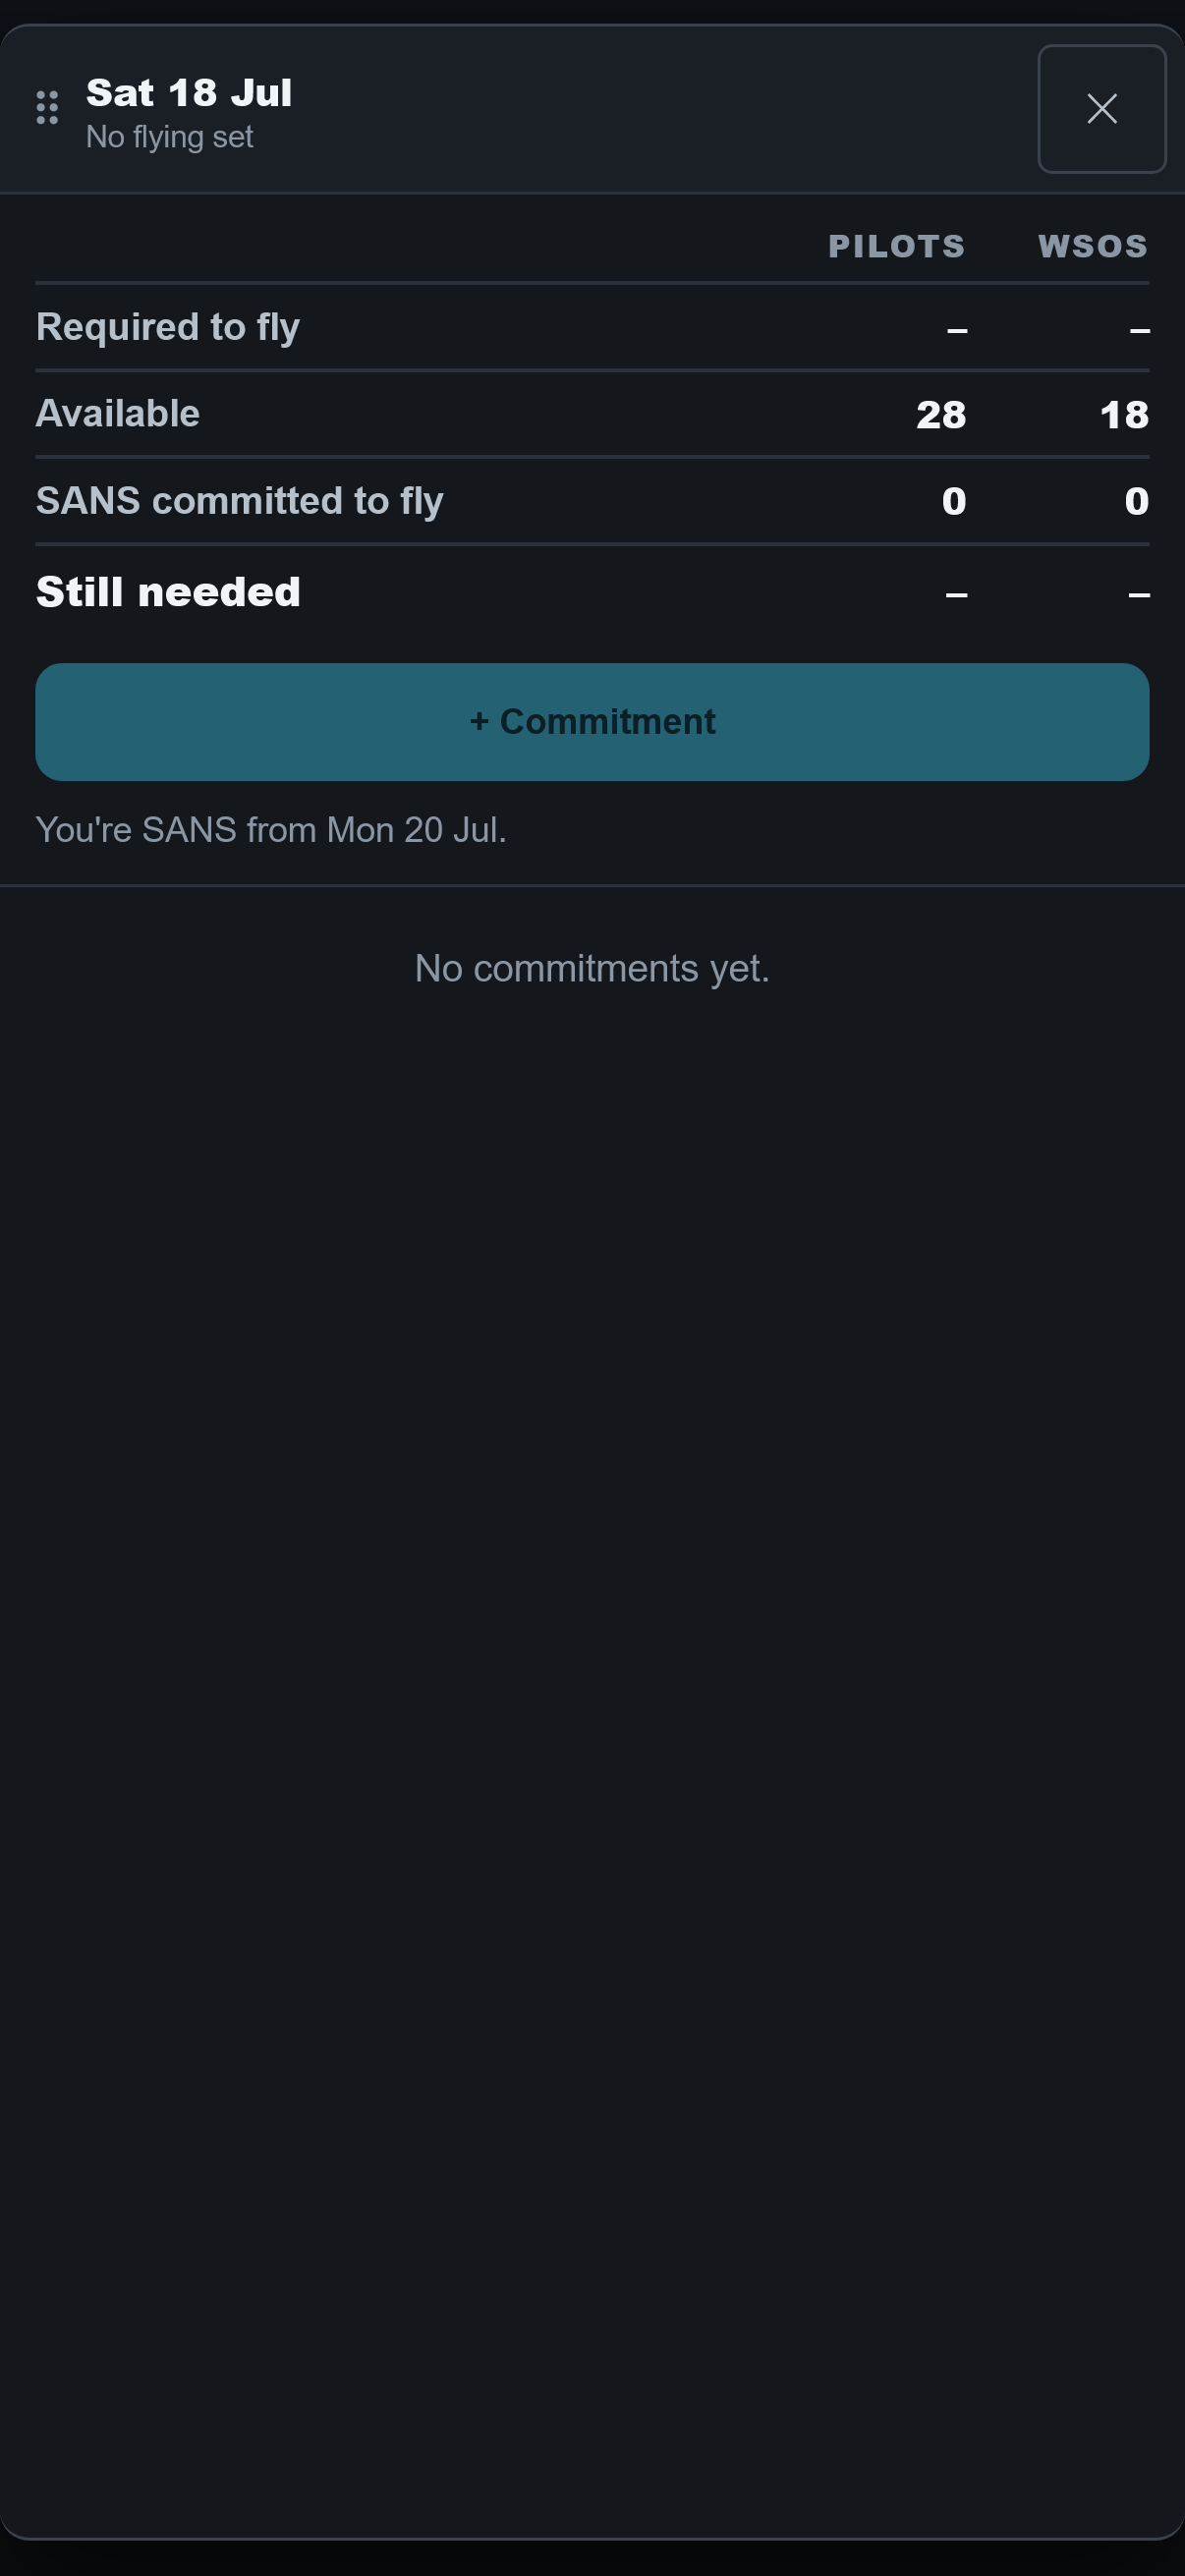 Sat 18 Jul
No flying set
PILOTS WSOS
Required to fly – –
Available 28 18
SANS committed to fly 0 0
Still needed – –
+ Commitment
You're SANS from Mon 20 Jul.
No commitments yet.